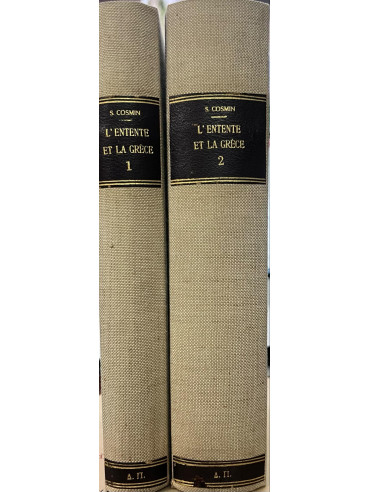 S. COSMIN
L'ENTENTE
ET LA GRÈCE
1
Δ. Π.
S. COSMIN
L'ENTENTE
ET LA GRÈCE
2
Δ. Π.